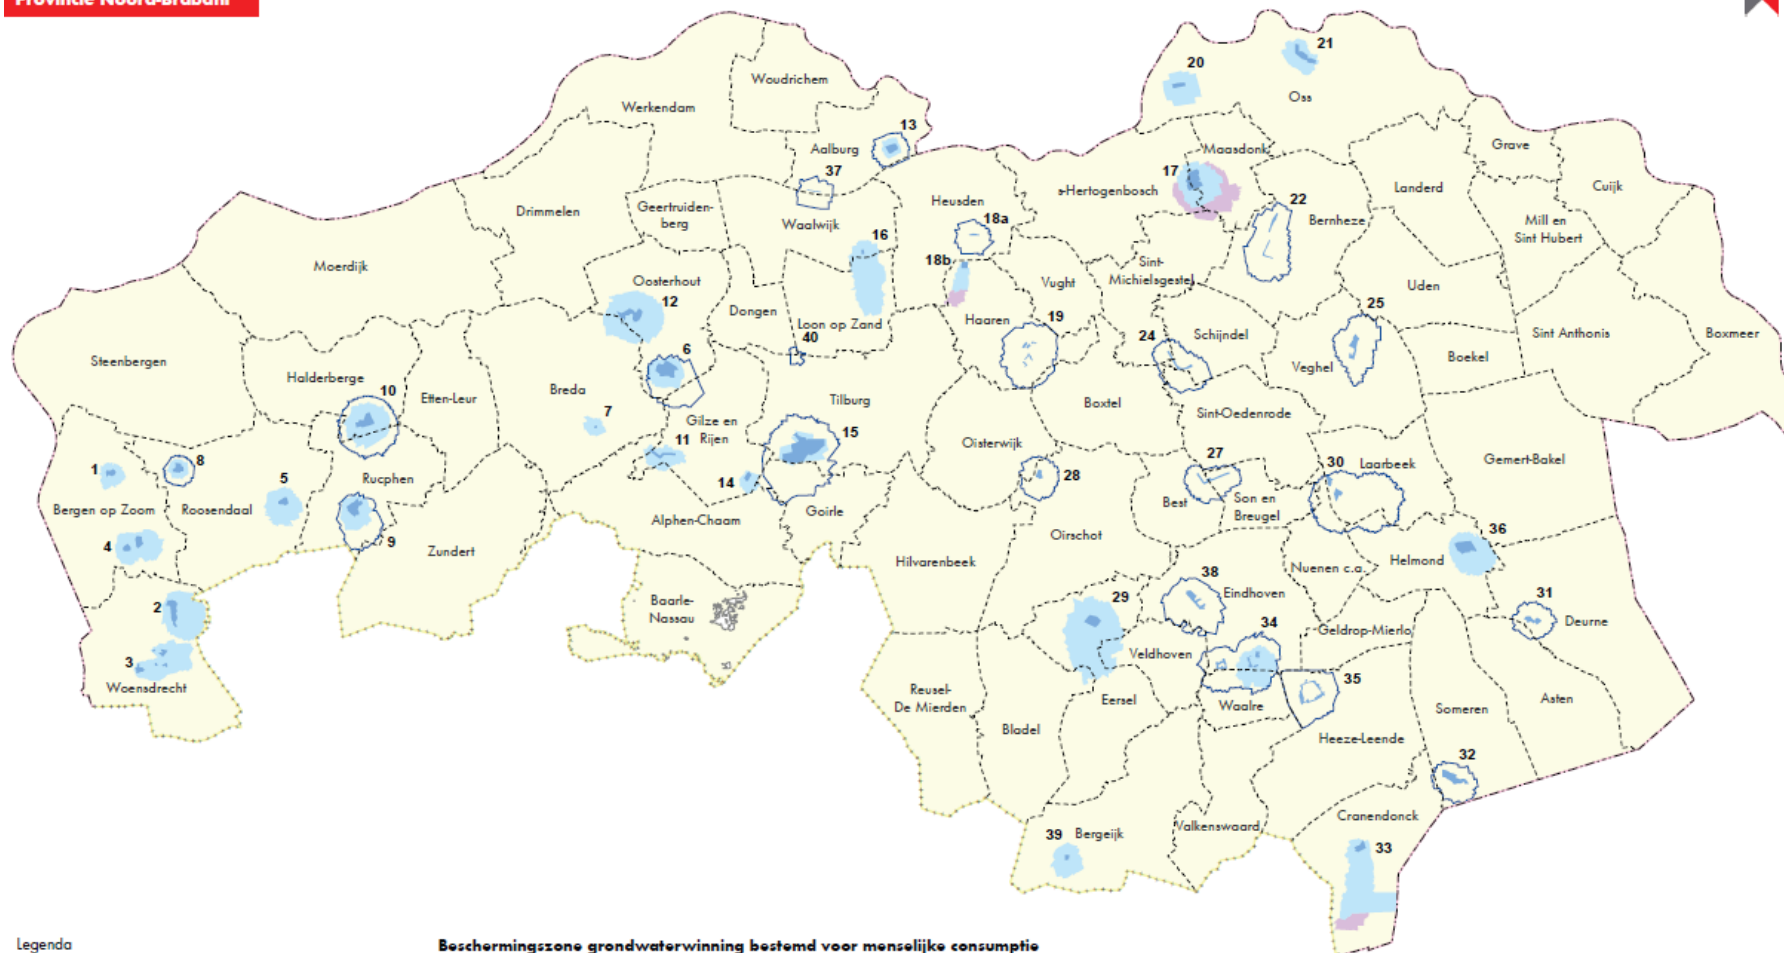 Provincie Noord-Brabant
Woudrichem
Werkendam
Aalburg
13
37
20
21
Oss
Maasdonk
17
's-Hertogenbosch
Grave
Cuijk
Landerd
Mill en
Sint Hubert
22
Bernheze
Heusden
18a
18b
Drimmelen
Geertruiden-
berg
Waalwijk
16
Moerdijk
Oosterhout
12
Dongen
Loon op Zand
40
Vught
Sint-
Michielsgestel
Haaren
19
Uden
25
24
Schijndel
Veghel
Boekel
Sint Anthonis
Boxmeer
Steenbergen
Halderberge
10
Etten-Leur
Breda
6
7
Tilburg
Gilze en
Rijen
11
15
14
Boxtel
Sint-Oedenrode
Oisterwijk
28
27
Best
Son en
Breugel
30
Laarbeek
Gemert-Bakel
1
8
5
Rucphen
Bergen op Zoom
Roosendaal
4
9
Zundert
Alphen-Chaam
Goirle
Oirschot
Hilvarenbeek
Nuenen c.a.
Helmond
36
2
3
Woensdrecht
Baarle-
Nassau
29
38
Eindhoven
34
Geldrop-Mierlo
31
Deurne
Veldhoven
Reusel-
De Mierden
Eersel
Waalre
35
Bladel
Someren
Asten
Heeze-Leende
32
Cranendonck
39
Bergeijk
Valkenswaard
33
Legenda
Beschermingszone grondwaterwinning bestemd voor menselijke consumptie